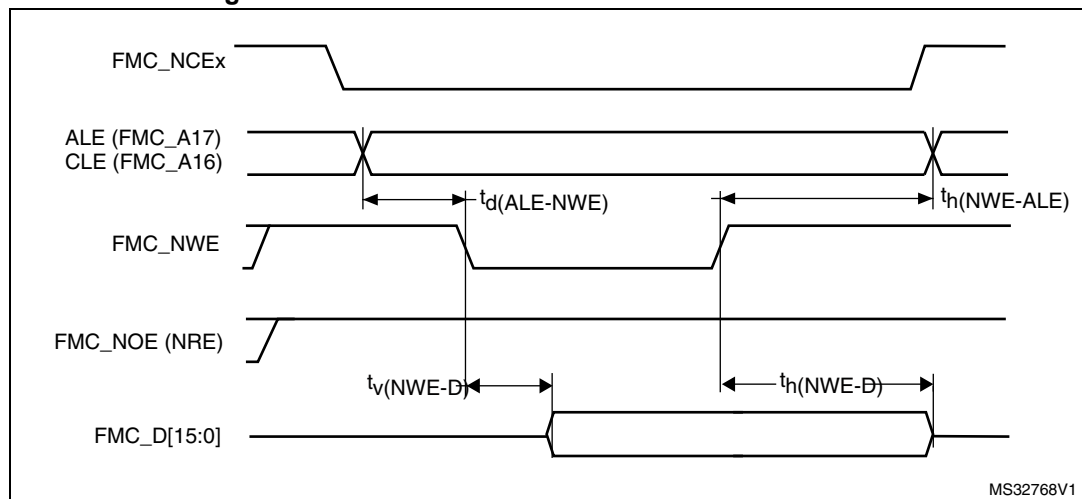 g
FMC_NCEx
ALE (FMC_A17)
CLE (FMC_A16)
td(ALE-NWE)
th(NWE-ALE)
FMC_NWE
FMC_NOE (NRE)
tv(NWE-D)
th(NWE-D)
FMC_D[15:0]
MS32768V1